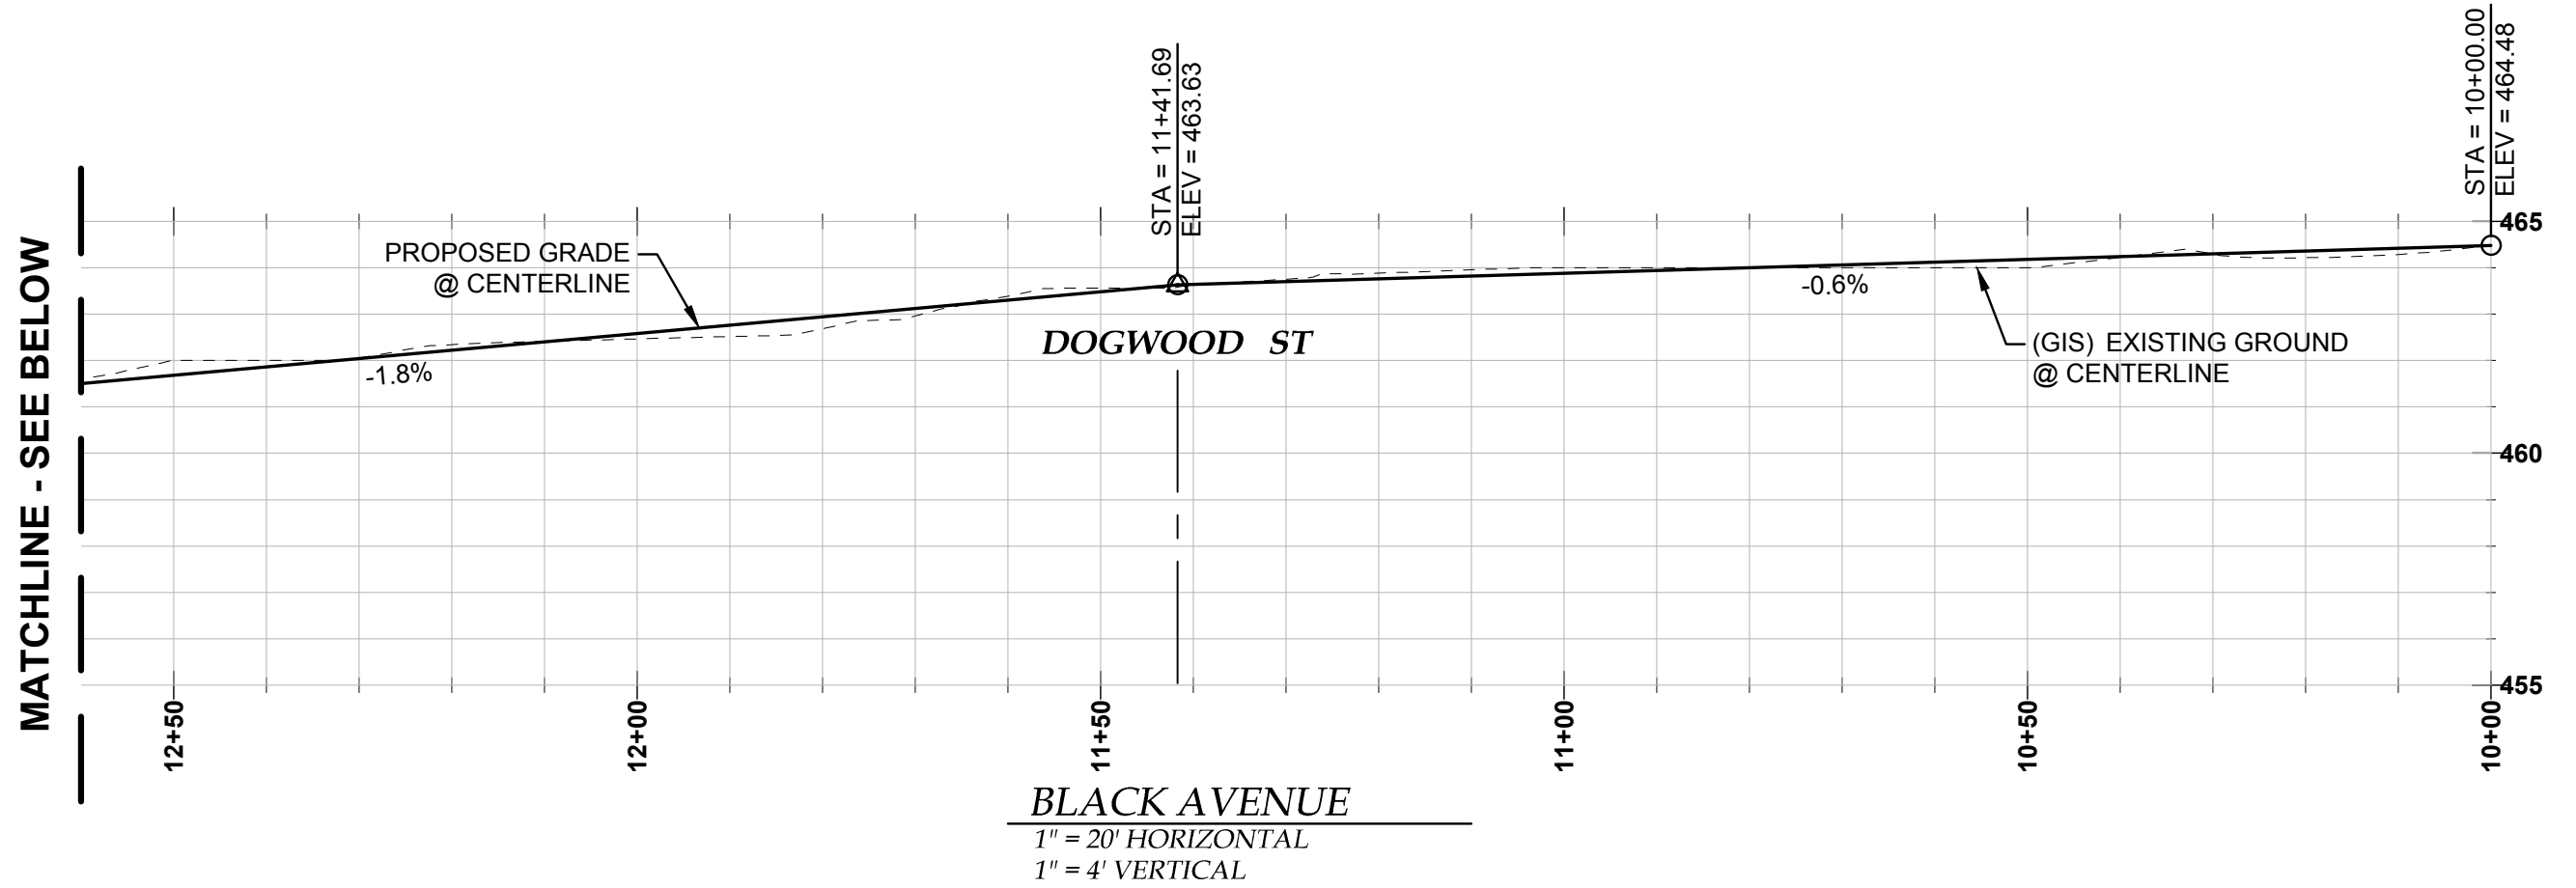 STA = 11+41.69
ELEV = 463.63
STA = 10+00.00
ELEV = 464.48
MATCHLINE - SEE BELOW
PROPOSED GRADE
@ CENTERLINE
465
-0.6%
DOGWOOD ST
(GIS) EXISTING GROUND
@ CENTERLINE
-1.8%
460
455
12+50
12+00
11+50
11+00
10+50
10+00
BLACK AVENUE
1" = 20' HORIZONTAL
1" = 4' VERTICAL